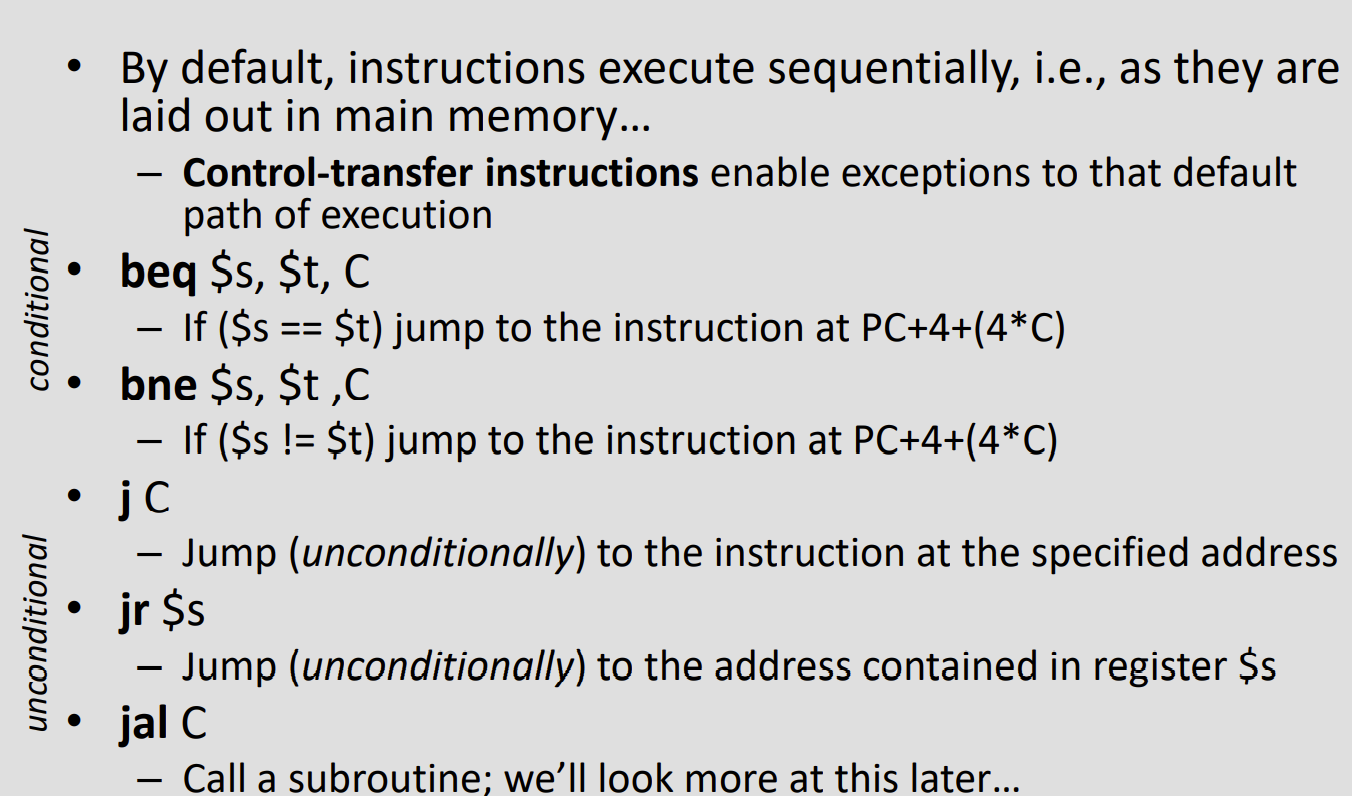 • By default, instructions execute sequentially, i.e., as they are
laid out in main memory…
– Control-transfer instructions enable exceptions to that default
path of execution
conditional
• beq $s, $t, C
– If ($s == $t) jump to the instruction at PC+4+(4*C)
• bne $s, $t ,C
– If ($s != $t) jump to the instruction at PC+4+(4*C)
unconditional
• j C
– Jump (unconditionally) to the instruction at the specified address
• jr $s
– Jump (unconditionally) to the address contained in register $s
• jal C
– Call a subroutine; we’ll look more at this later…